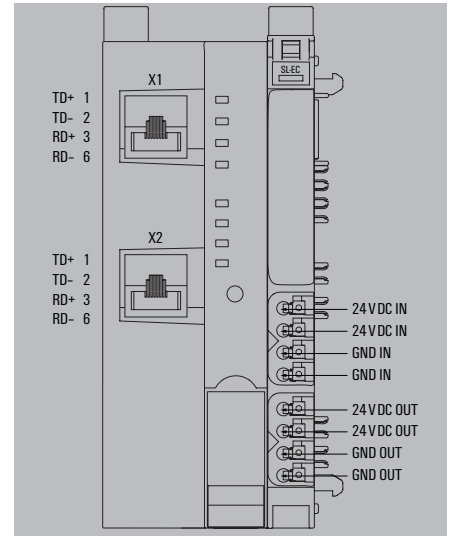 SL-EC
X1
TD+ 1
TD- 2
RD+ 3
RD- 6
X2
TD+ 1
TD- 2
RD+ 3
RD- 6
24 V DC IN
24 V DC IN
GND IN
GND IN
24 V DC OUT
24 V DC OUT
GND OUT
GND OUT